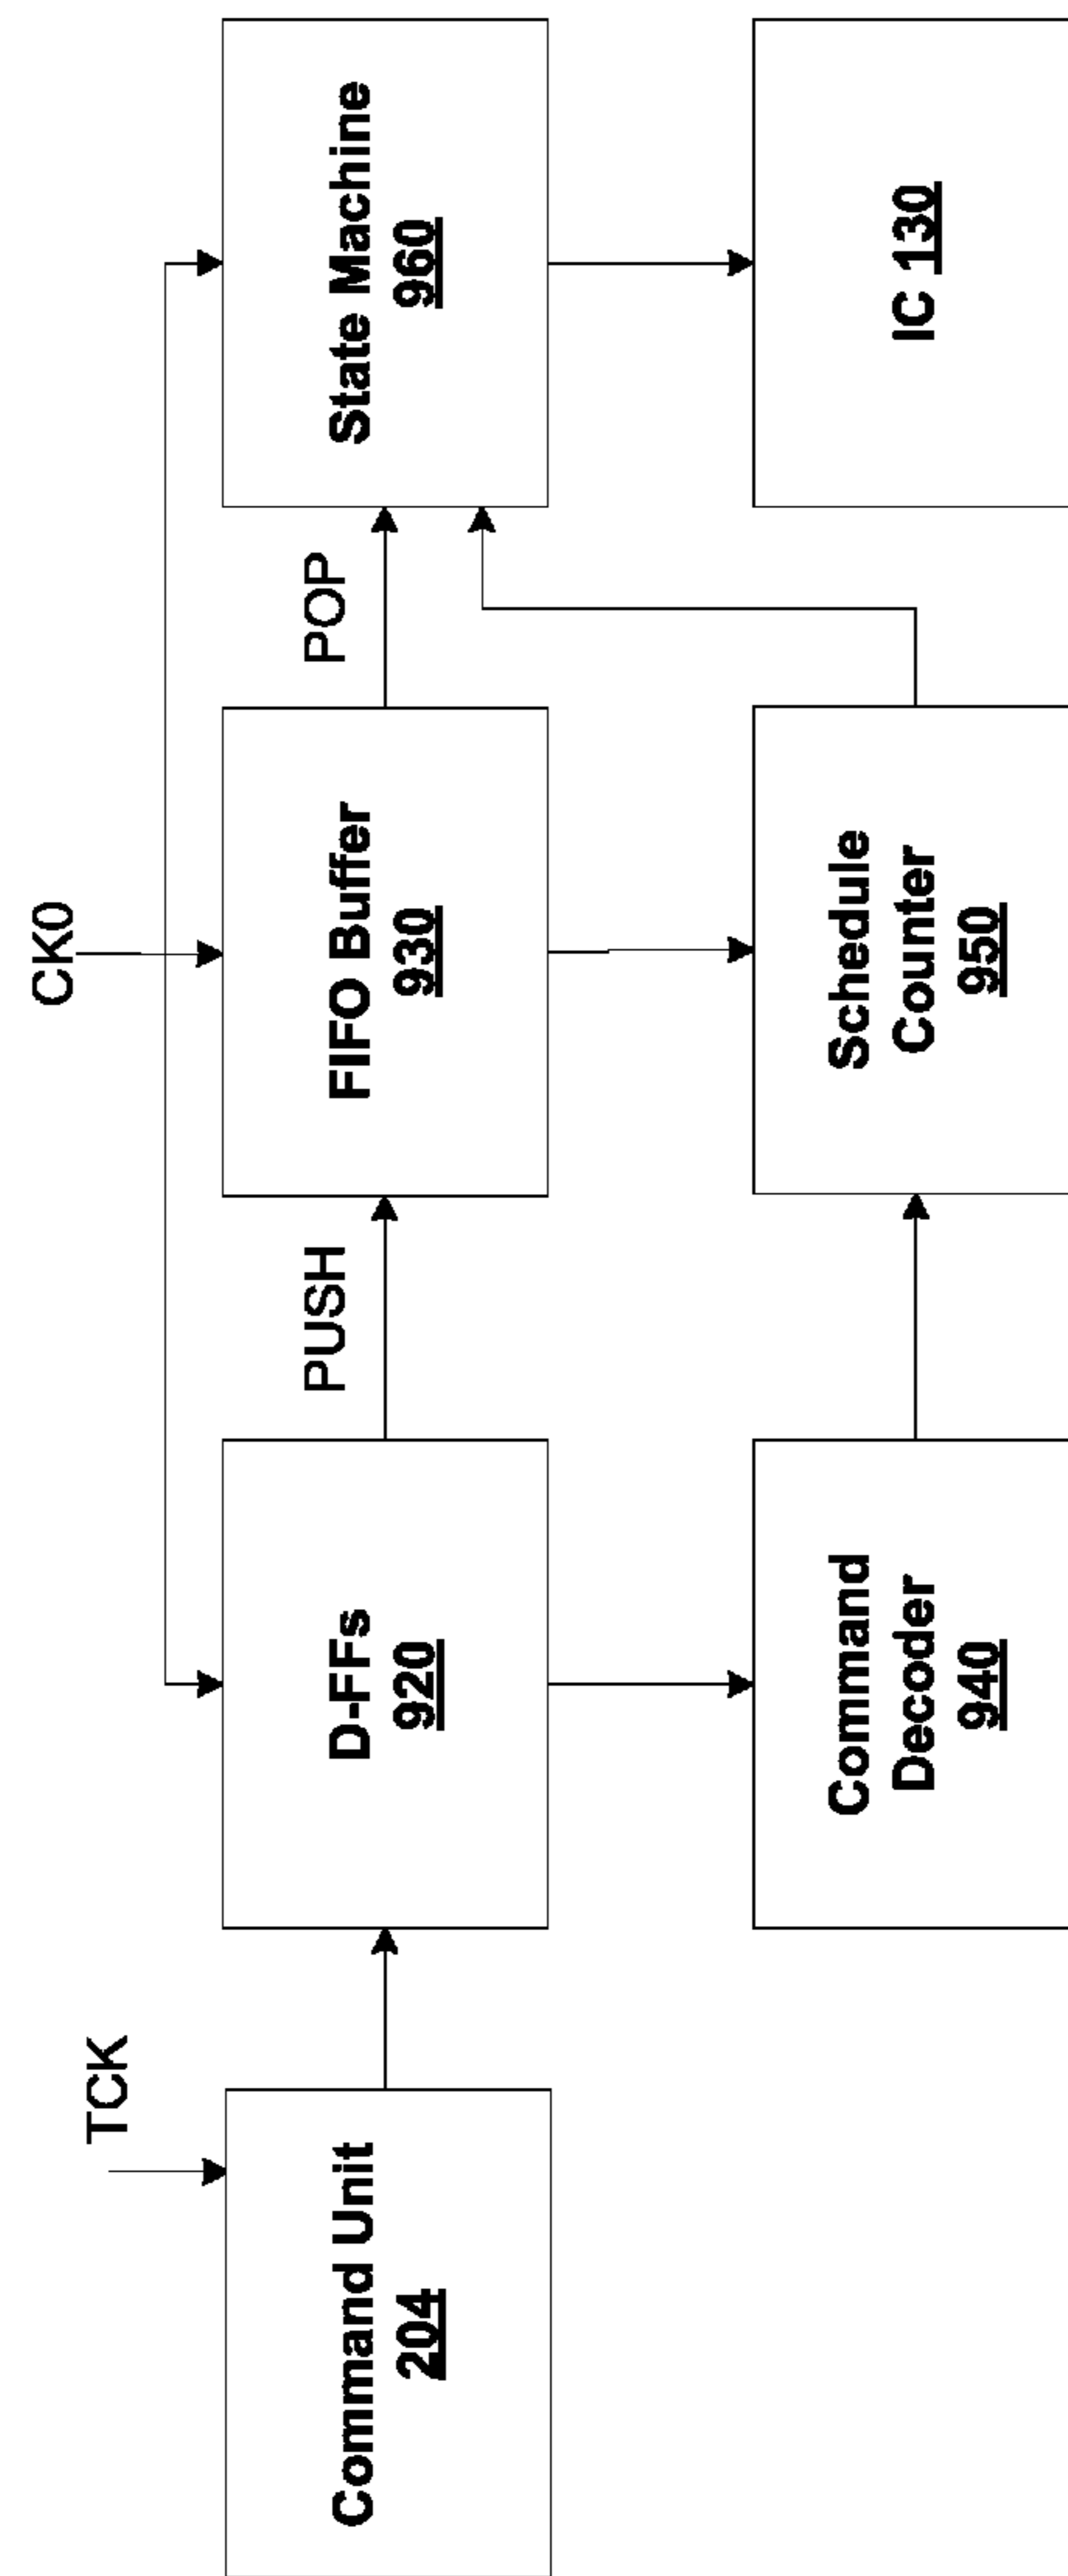 TCK
CK0
Command Unit
204
D-FFs
920
PUSH
FIFO Buffer
930
POP
State Machine
960
Command
Decoder
940
Schedule
Counter
950
IC 130